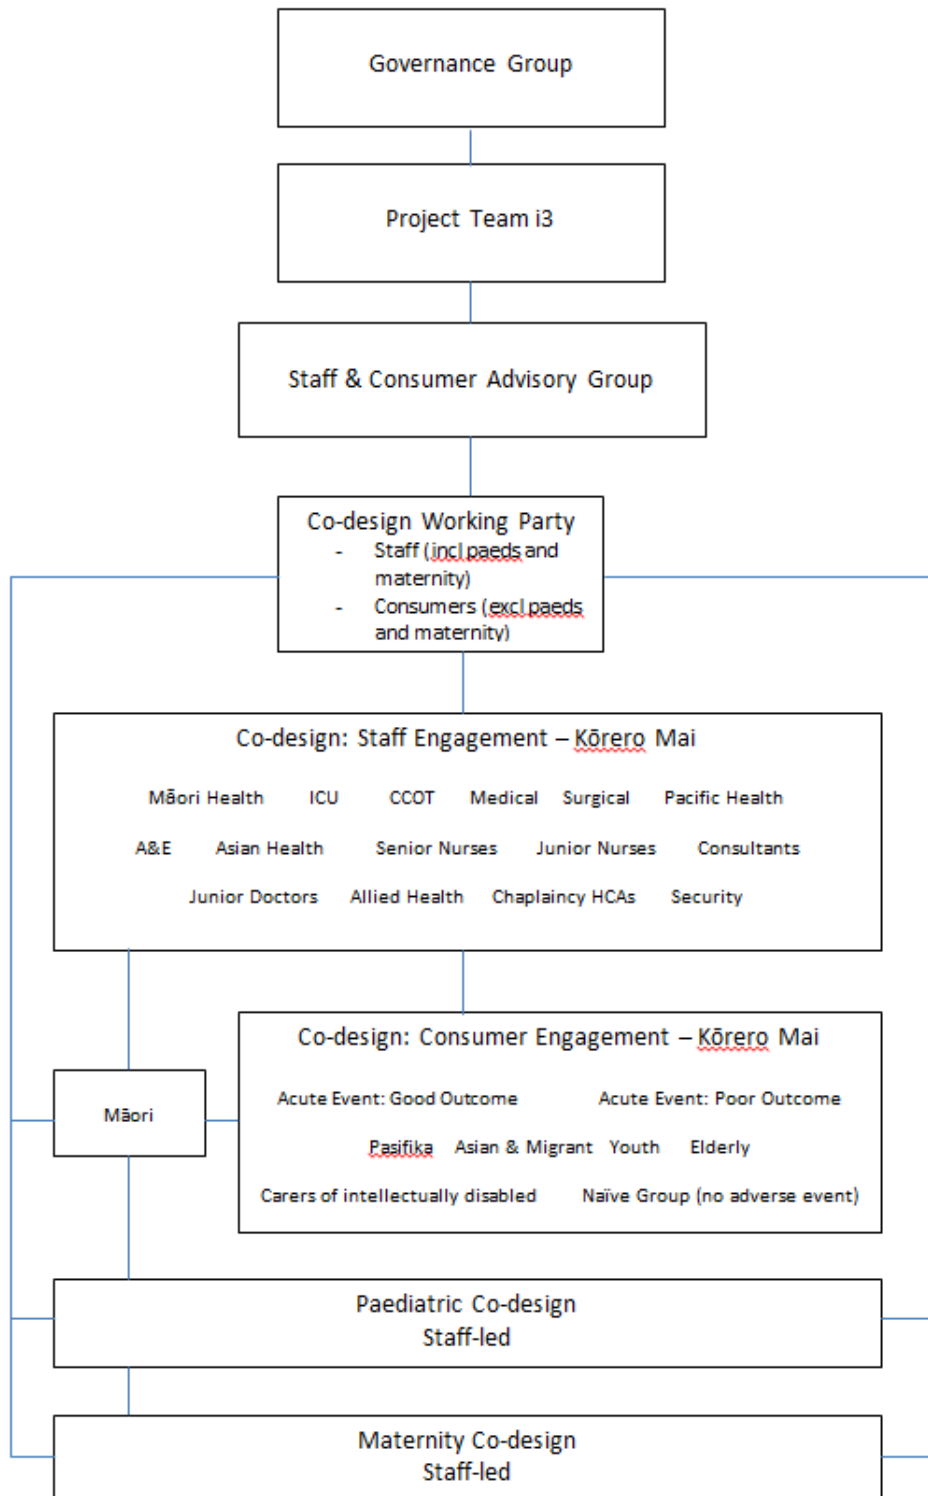 Governance Group
Project Team i3
Staff & Consumer Advisory Group
Co-design Working Party
- Staff (incl paeds and
maternity)
- Consumers (excl paeds
and maternity)
Co-design: Staff Engagement – Kōrero Mai
Māori Health ICU CCOT Medical Surgical Pacific Health
A&E Asian Health Senior Nurses Junior Nurses Consultants
Junior Doctors Allied Health Chaplaincy HCAs Security
Co-design: Consumer Engagement – Kōrero Mai
Acute Event: Good Outcome Acute Event: Poor Outcome
Māori
Pasifika Asian & Migrant Youth Elderly
Carers of intellectually disabled Naïve Group (no adverse event)
Paediatric Co-design
Staff-led
Maternity Co-design
Staff-led